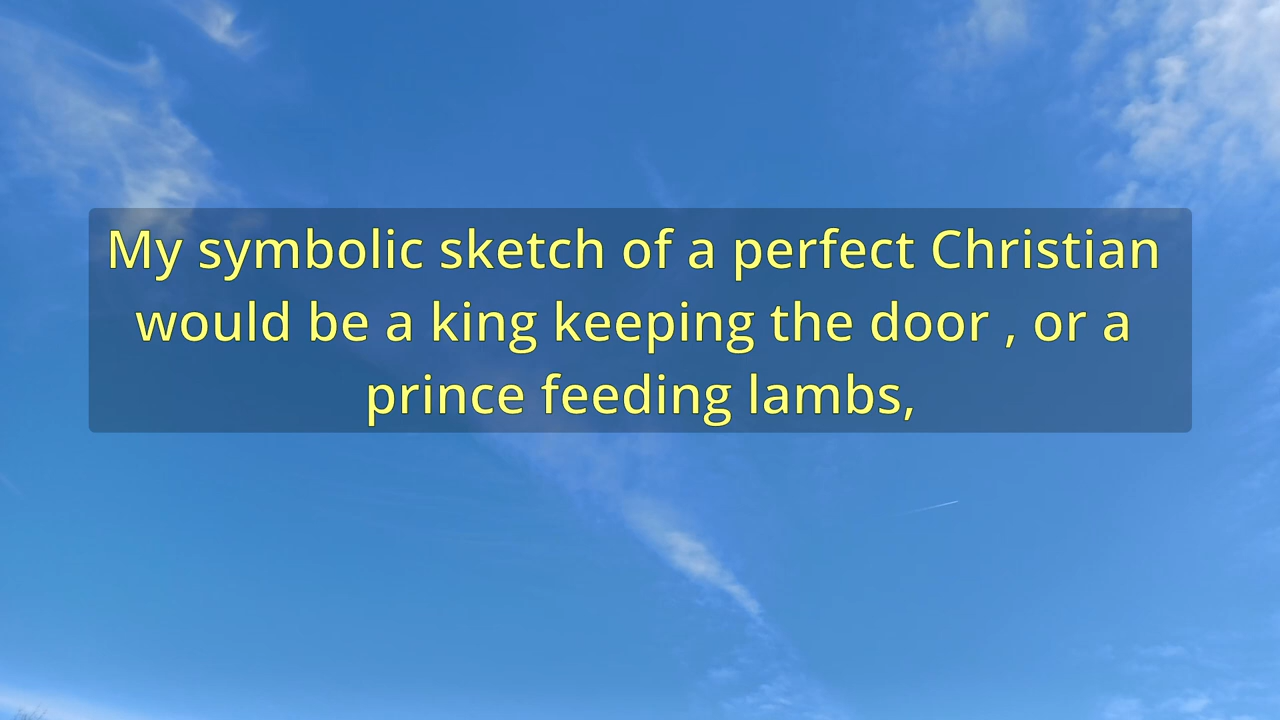 My symbolic sketch of a perfect Christian
would be a king keeping the door , or a
prince feeding lambs,